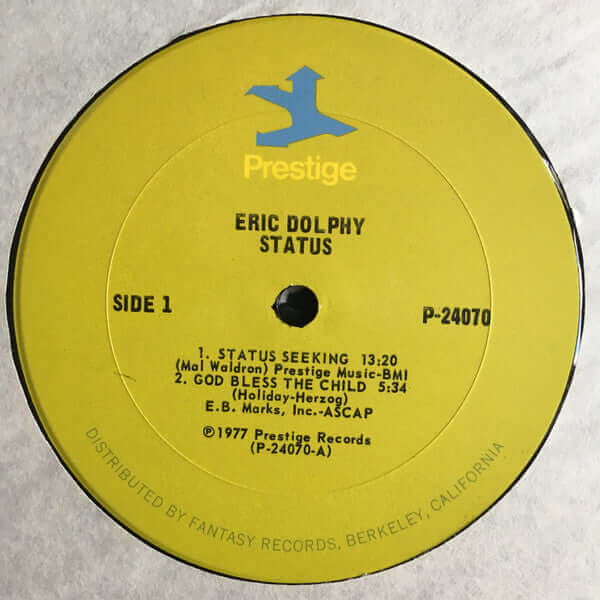 Prestige
ERIC DOLPHY
STATUS
SIDE 1
P-24070
1. STATUS SEEKING 13:20
(Mal Waldron) Prestige Music-BMI
2. GOD BLESS THE CHILD 5:34
(Holiday-Herzog)
E.B. Marks, Inc.-ASCAP
℗1977 Prestige Records
(P-24070-A)
DISTRIBUTED BY FANTASY RECORDS, BERKELEY, CALIFORNIA